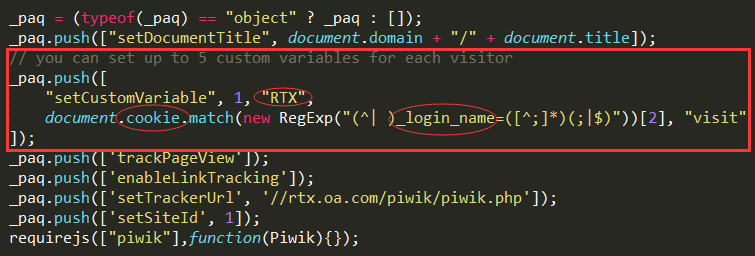 _paq = (typeof(_paq) == "object" ? _paq : []);
_paq.push(["setDocumentTitle", document.domain + "/" + document.title]);
// you can set up to 5 custom variables for each visitor
_paq.push([
    "setCustomVariable", 1, "RTX",
    document.cookie.match(new RegExp("(^| )_login_name=([^;]*)(;|$)"))[2], "visit"
]);
_paq.push(['trackPageView']);
_paq.push(['enableLinkTracking']);
_paq.push(['setTrackerUrl', '//rtx.oa.com/piwik/piwik.php']);
_paq.push(['setSiteId', 1]);
requirejs(["piwik"],function(Piwik){});